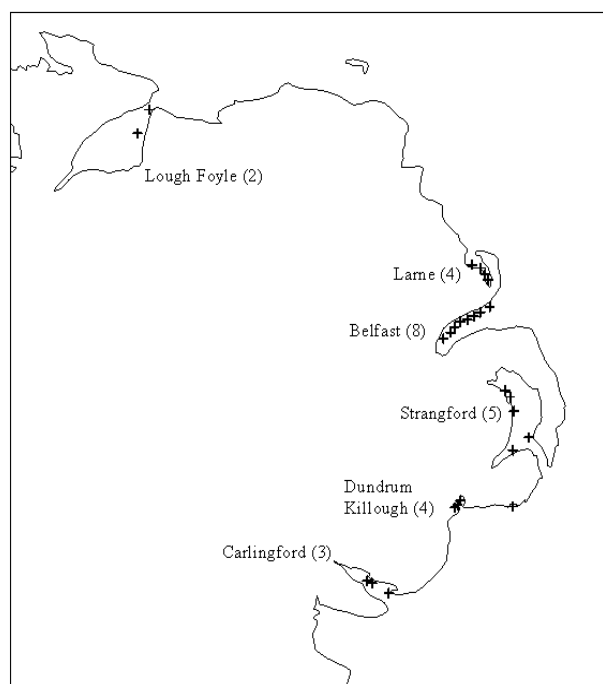 Lough Foyle (2)
Larne (4)
Belfast (8)
Strangford (5)
Dundrum
Killough (4)
Carlingford (3)